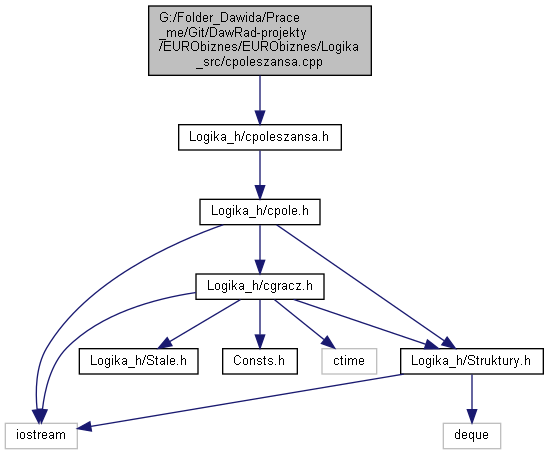 G:/Folder_Dawida/Prace
_me/Git/DawRad-projekty
/EURObiznes/EURObiznes/Logika
_src/cpoleszansa.cpp
Logika_h/cpoleszansa.h
Logika_h/cpole.h
Logika_h/cgracz.h
Logika_h/Stale.h
Consts.h
ctime
Logika_h/Struktury.h
iostream
deque